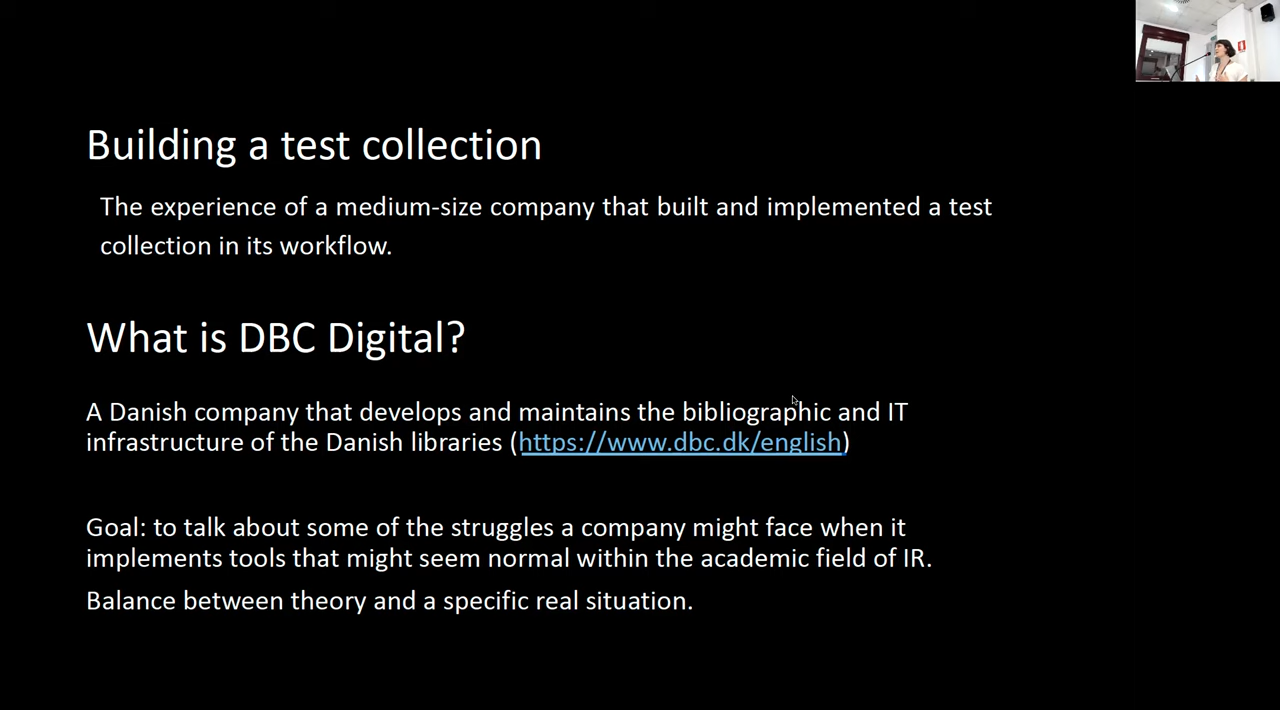 Building a test collection
The experience of a medium-size company that built and implemented a test
collection in its workflow.
What is DBC Digital?
A Danish company that develops and maintains the bibliographic and IT
infrastructure of the Danish libraries (https://www.dbc.dk/english)
Goal: to talk about some of the struggles a company might face when it
implements tools that might seem normal within the academic field of IR.
Balance between theory and a specific real situation.